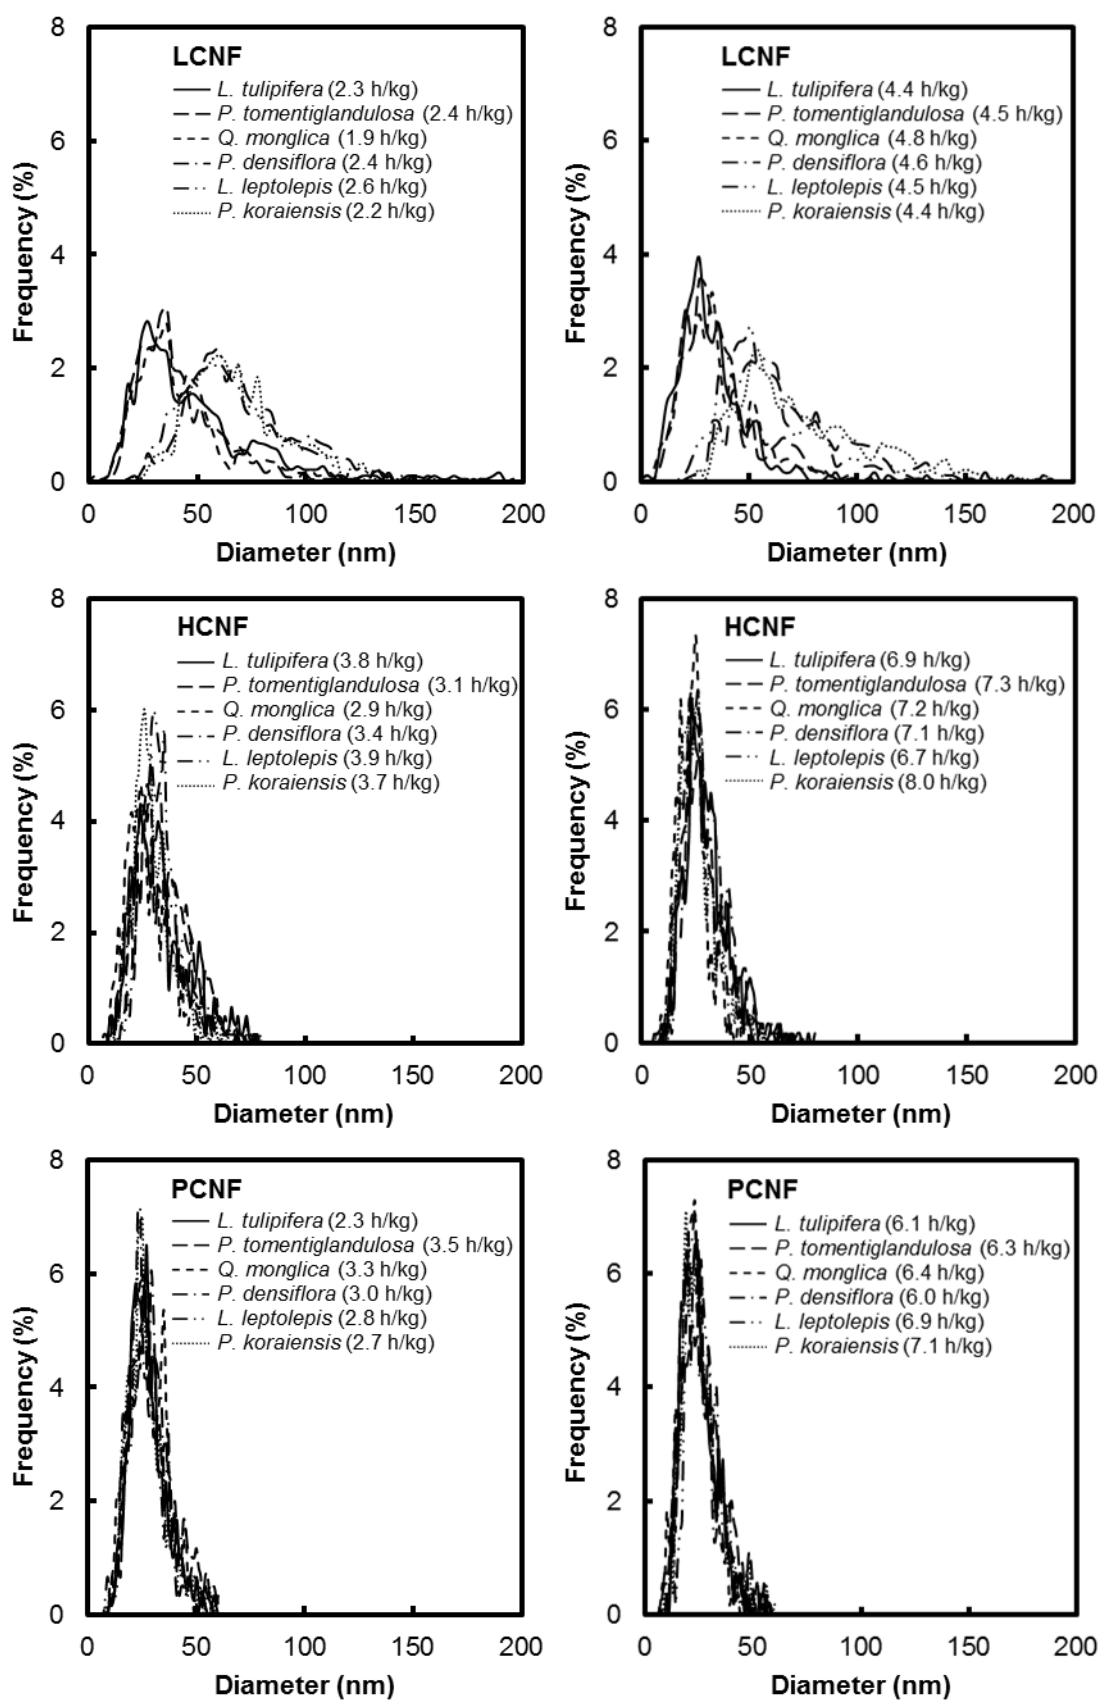 8
6
4
2
0
Frequency (%)
LCNF
L. tulipifera (2.3 h/kg)
P. tomentiglandulosa (2.4 h/kg)
Q. monglica (1.9 h/kg)
P. densiflora (2.4 h/kg)
L. leptolepis (2.6 h/kg)
P. koraiensis (2.2 h/kg)
0 50 100 150 200
Diameter (nm)
8
6
4
2
0
Frequency (%)
LCNF
L. tulipifera (4.4 h/kg)
P. tomentiglandulosa (4.5 h/kg)
Q. monglica (4.8 h/kg)
P. densiflora (4.6 h/kg)
L. leptolepis (4.5 h/kg)
P. koraiensis (4.4 h/kg)
0 50 100 150 200
Diameter (nm)
8
6
4
2
0
Frequency (%)
HCNF
L. tulipifera (3.8 h/kg)
P. tomentiglandulosa (3.1 h/kg)
Q. monglica (2.9 h/kg)
P. densiflora (3.4 h/kg)
L. leptolepis (3.9 h/kg)
P. koraiensis (3.7 h/kg)
0 50 100 150 200
Diameter (nm)
8
6
4
2
0
Frequency (%)
HCNF
L. tulipifera (6.9 h/kg)
P. tomentiglandulosa (7.3 h/kg)
Q. monglica (7.2 h/kg)
P. densiflora (7.1 h/kg)
L. leptolepis (6.7 h/kg)
P. koraiensis (8.0 h/kg)
0 50 100 150 200
Diameter (nm)
8
6
4
2
0
Frequency (%)
PCNF
L. tulipifera (2.3 h/kg)
P. tomentiglandulosa (3.5 h/kg)
Q. monglica (3.3 h/kg)
P. densiflora (3.0 h/kg)
L. leptolepis (2.8 h/kg)
P. koraiensis (2.7 h/kg)
0 50 100 150 200
Diameter (nm)
8
6
4
2
0
Frequency (%)
PCNF
L. tulipifera (6.1 h/kg)
P. tomentiglandulosa (6.3 h/kg)
Q. monglica (6.4 h/kg)
P. densiflora (6.0 h/kg)
L. leptolepis (6.9 h/kg)
P. koraiensis (7.1 h/kg)
0 50 100 150 200
Diameter (nm)